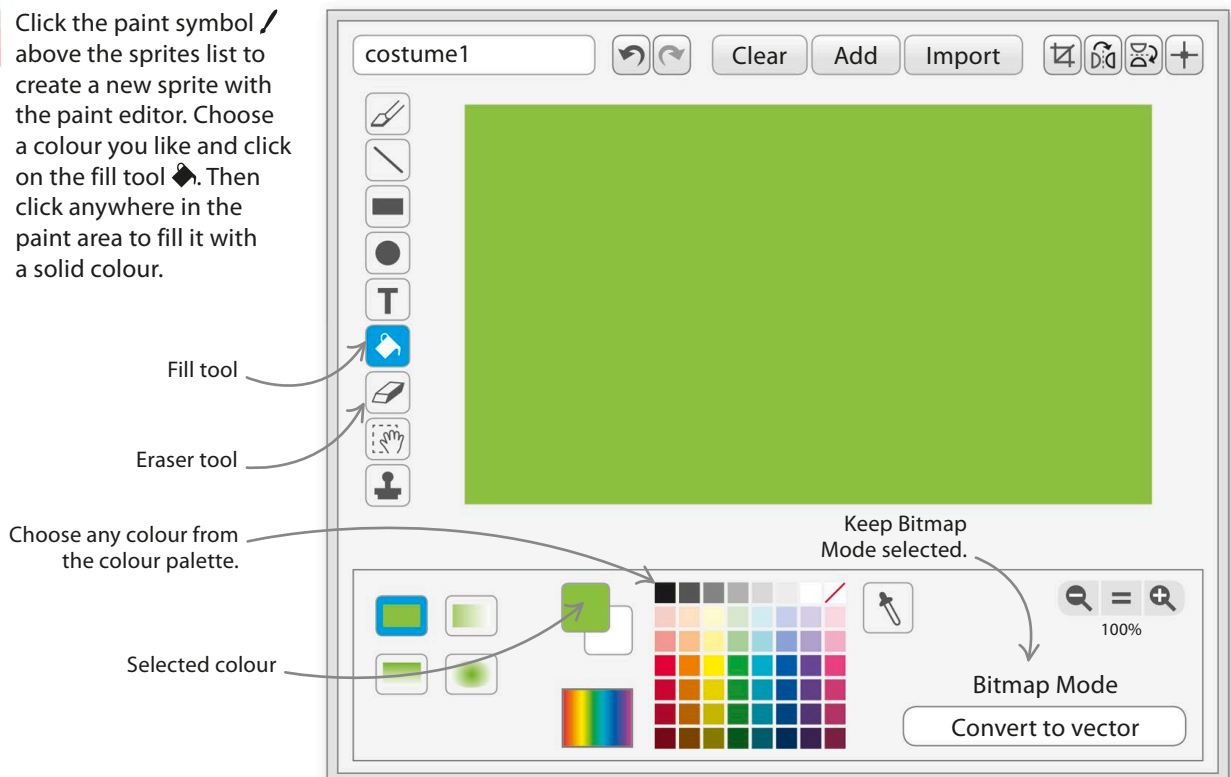 Click the paint symbol
above the sprites list to
create a new sprite with
the paint editor. Choose
a colour you like and click
on the fill tool . Then
click anywhere in the
paint area to fill it with
a solid colour.
costume1
Clear
Add
Import
T
Fill tool
Eraser tool
Choose any colour from
the colour palette.
Selected colour
Keep Bitmap
Mode selected.
100%
Bitmap Mode
Convert to vector